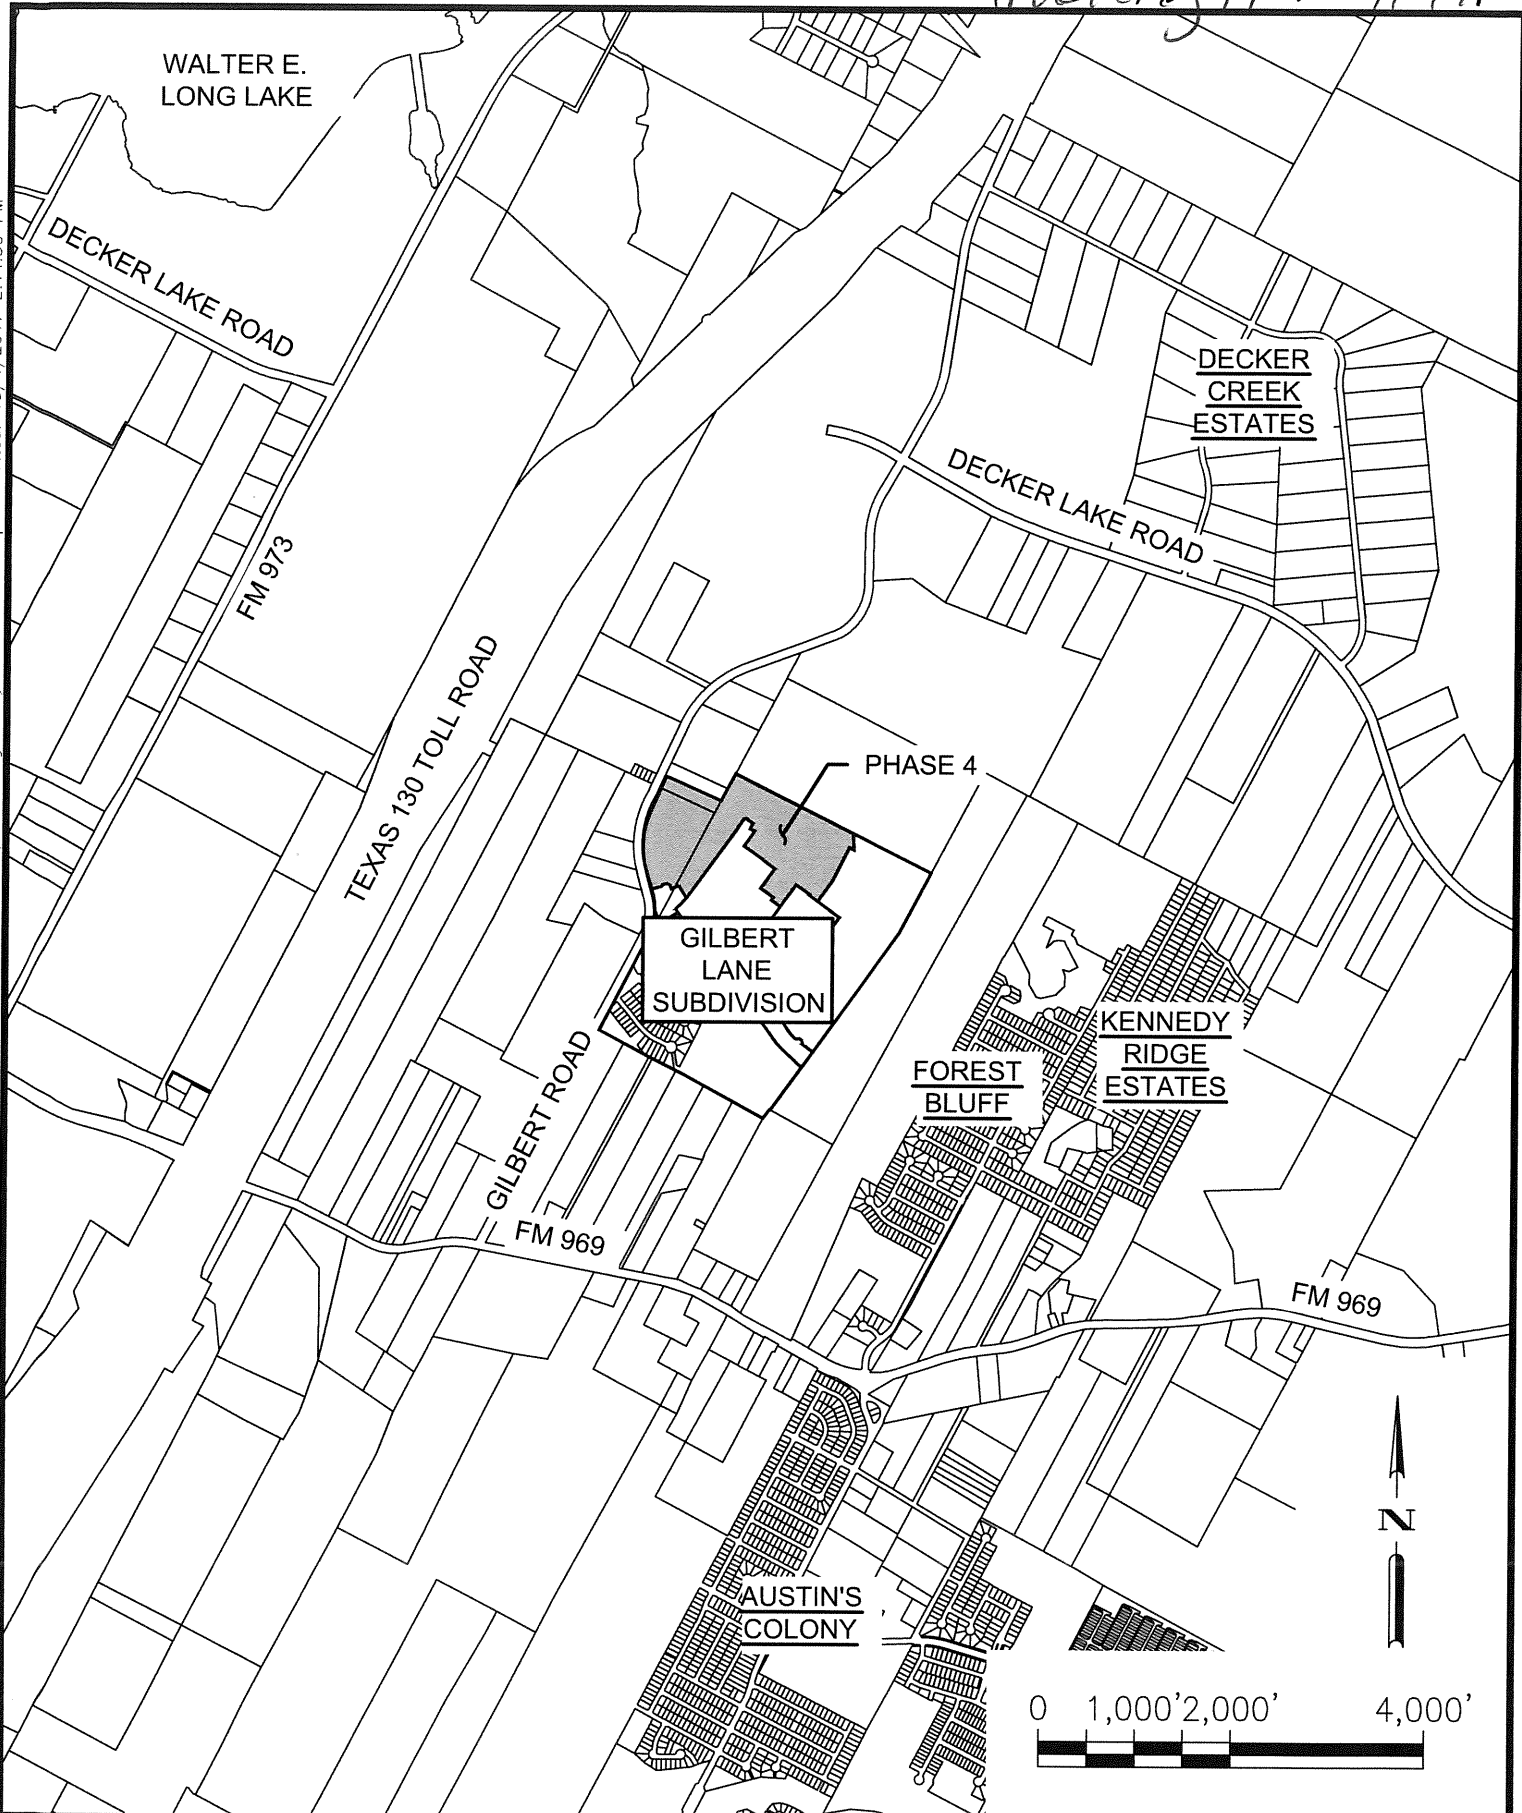 WALTER E.
LONG LAKE
DECKER LAKE ROAD
DECKER
CREEK
ESTATES
DECKER LAKE ROAD
FM 973
TEXAS 130 TOLL ROAD
PHASE 4
GILBERT
LANE
SUBDIVISION
KENNEDY
RIDGE
ESTATES
FOREST
BLUFF
GILBERT ROAD
FM 969
FM 969
N
AUSTIN'S
COLONY
0 1,000' 2,000' 4,000'